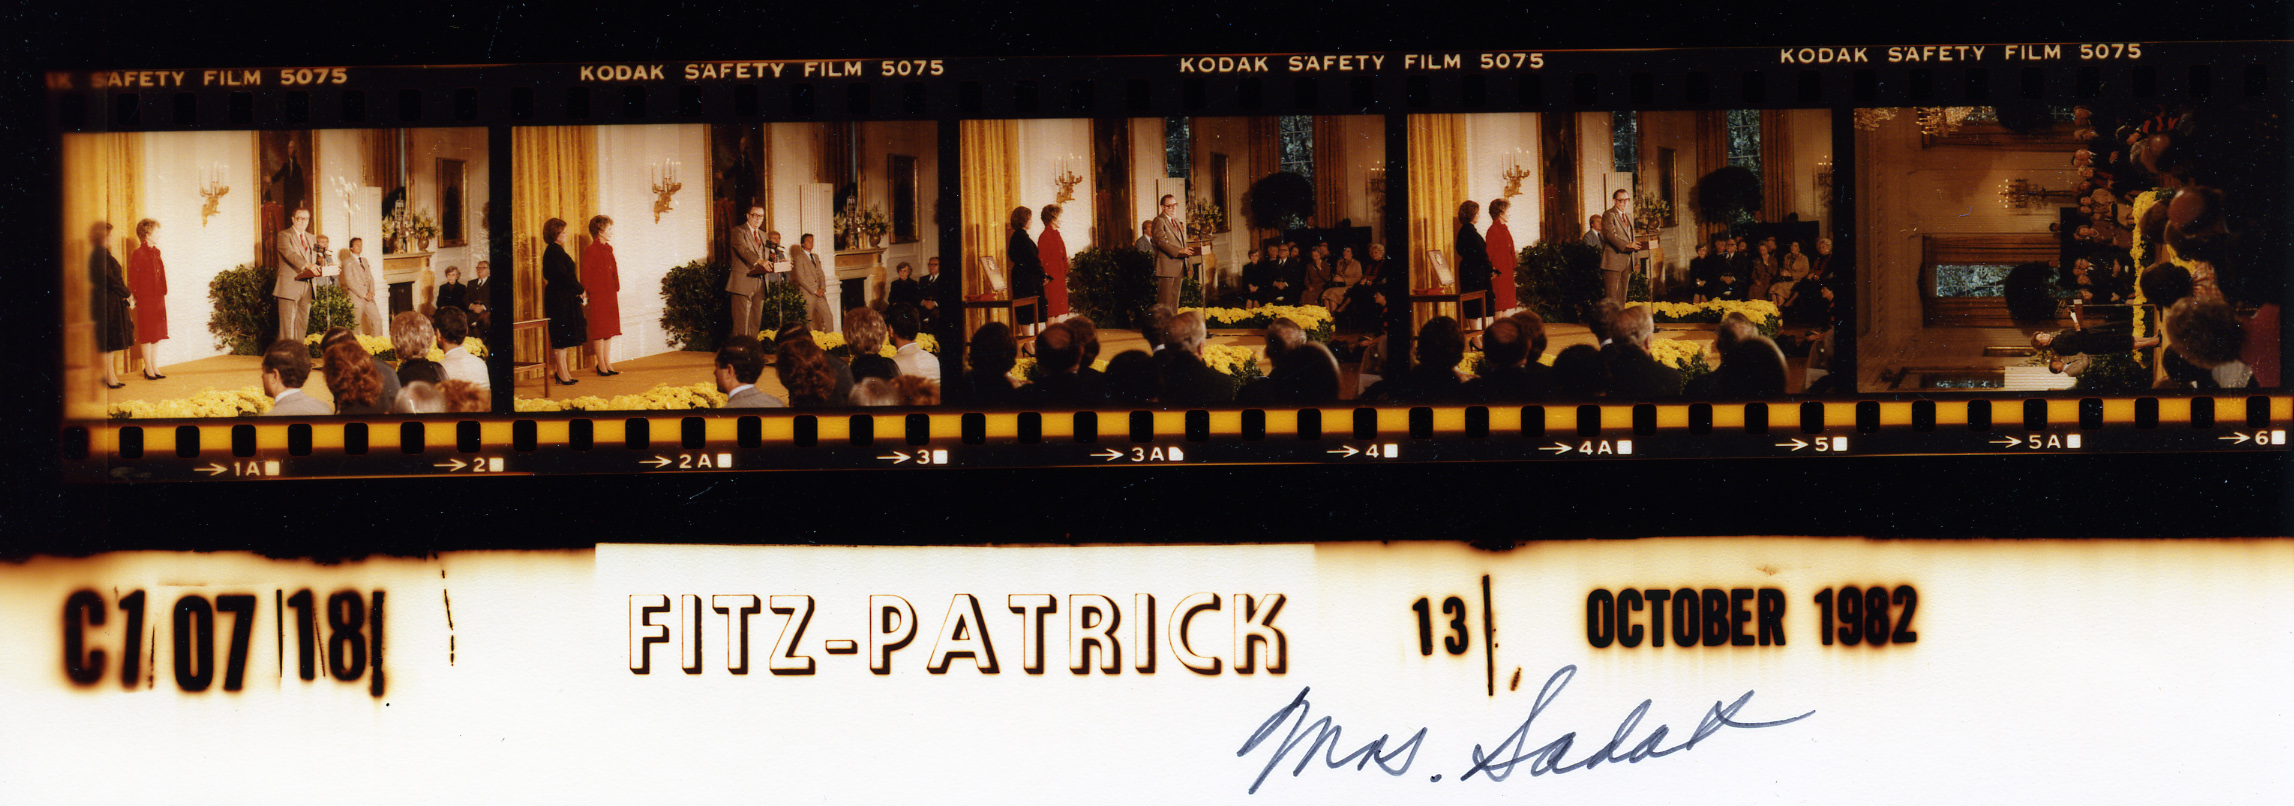 K SAFETY FILM 5075 KODAK SAFETY FILM 5075 KODAK SAFETY FILM 5075 KODAK SAFETY FILM 5075
→1A →2 →2A →3 →3A →4 →4A →5 →5A →6
C1 07 18 FITZ-PATRICK 13 OCTOBER 1982
Mrs. Sadat